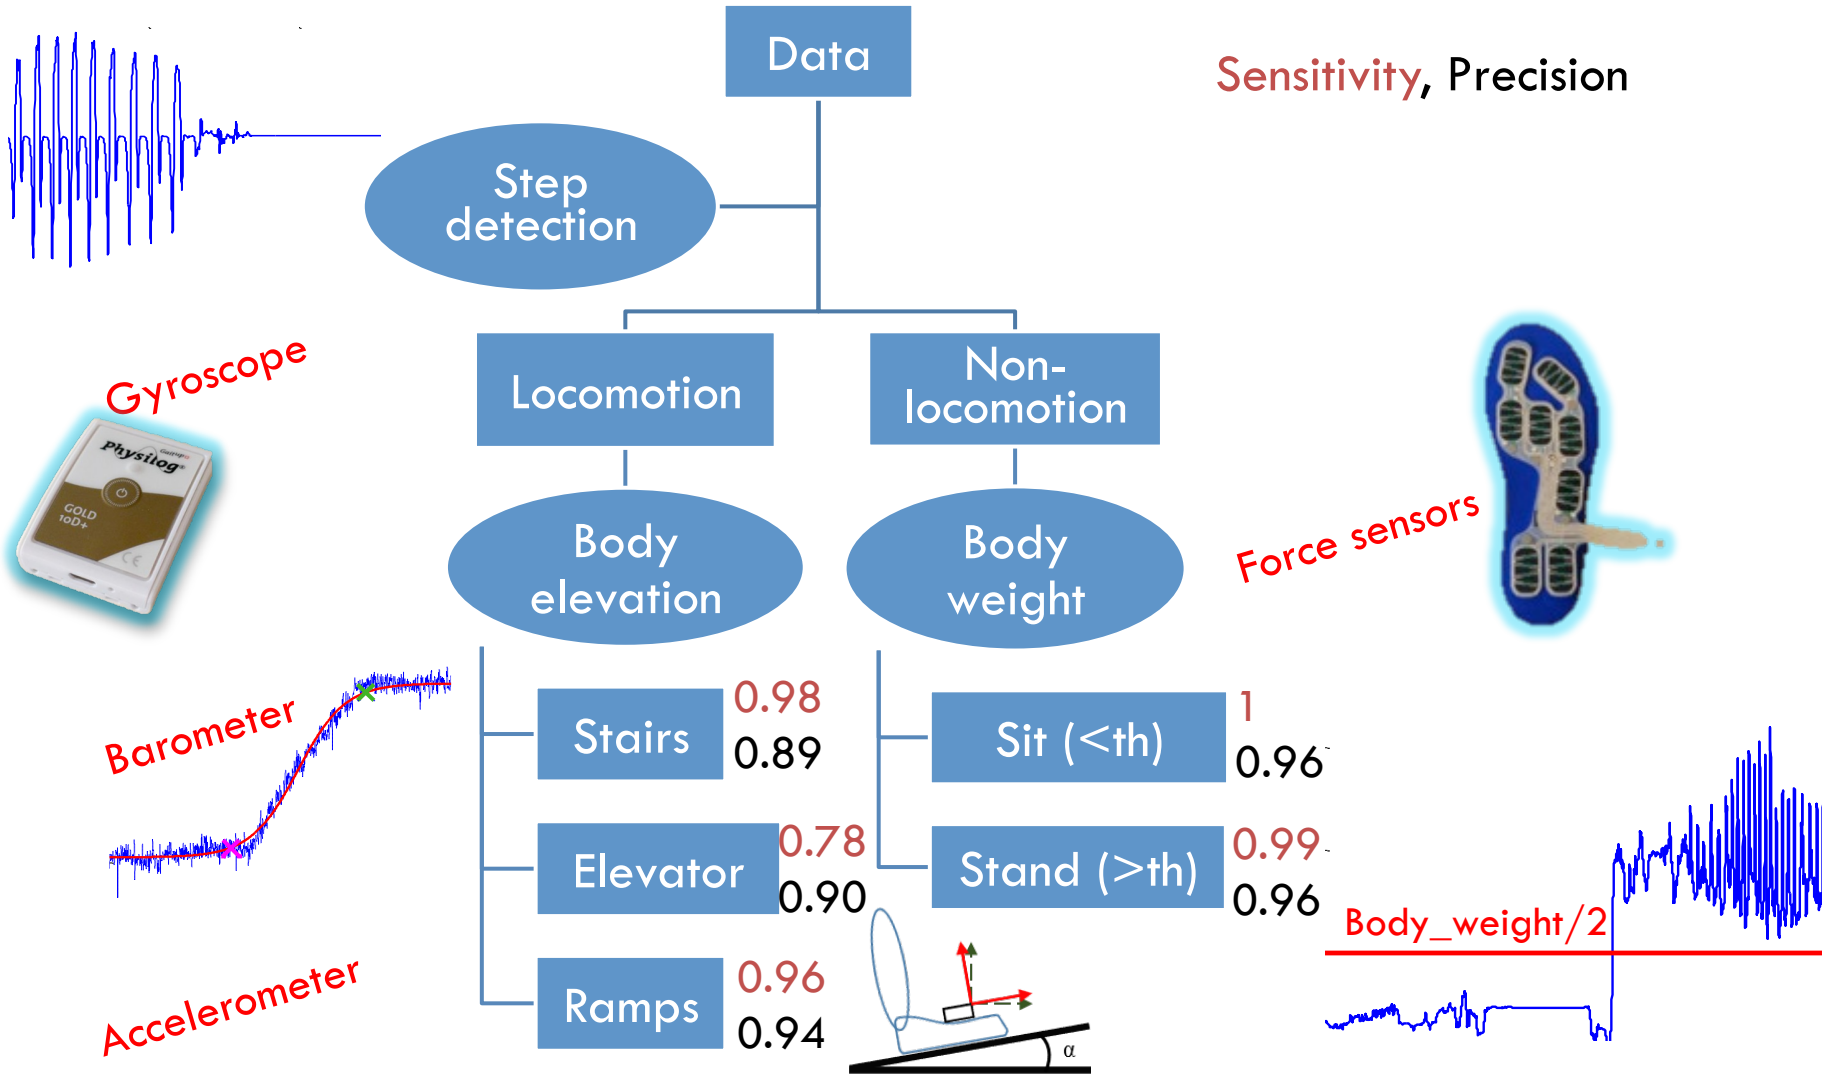 Data
Sensitivity, Precision
Step
detection
Gyroscope
Locomotion
Non-
locomotion
Physilog®
GOLD
10D+
CE
Body
elevation
Body
weight
Force sensors
Barometer
Stairs
0.98
0.89
Sit (<th)
1
0.96
Elevator
0.78
0.90
Stand (>th)
0.99
0.96
Body_weight/2
Accelerometer
Ramps
0.96
0.94
α